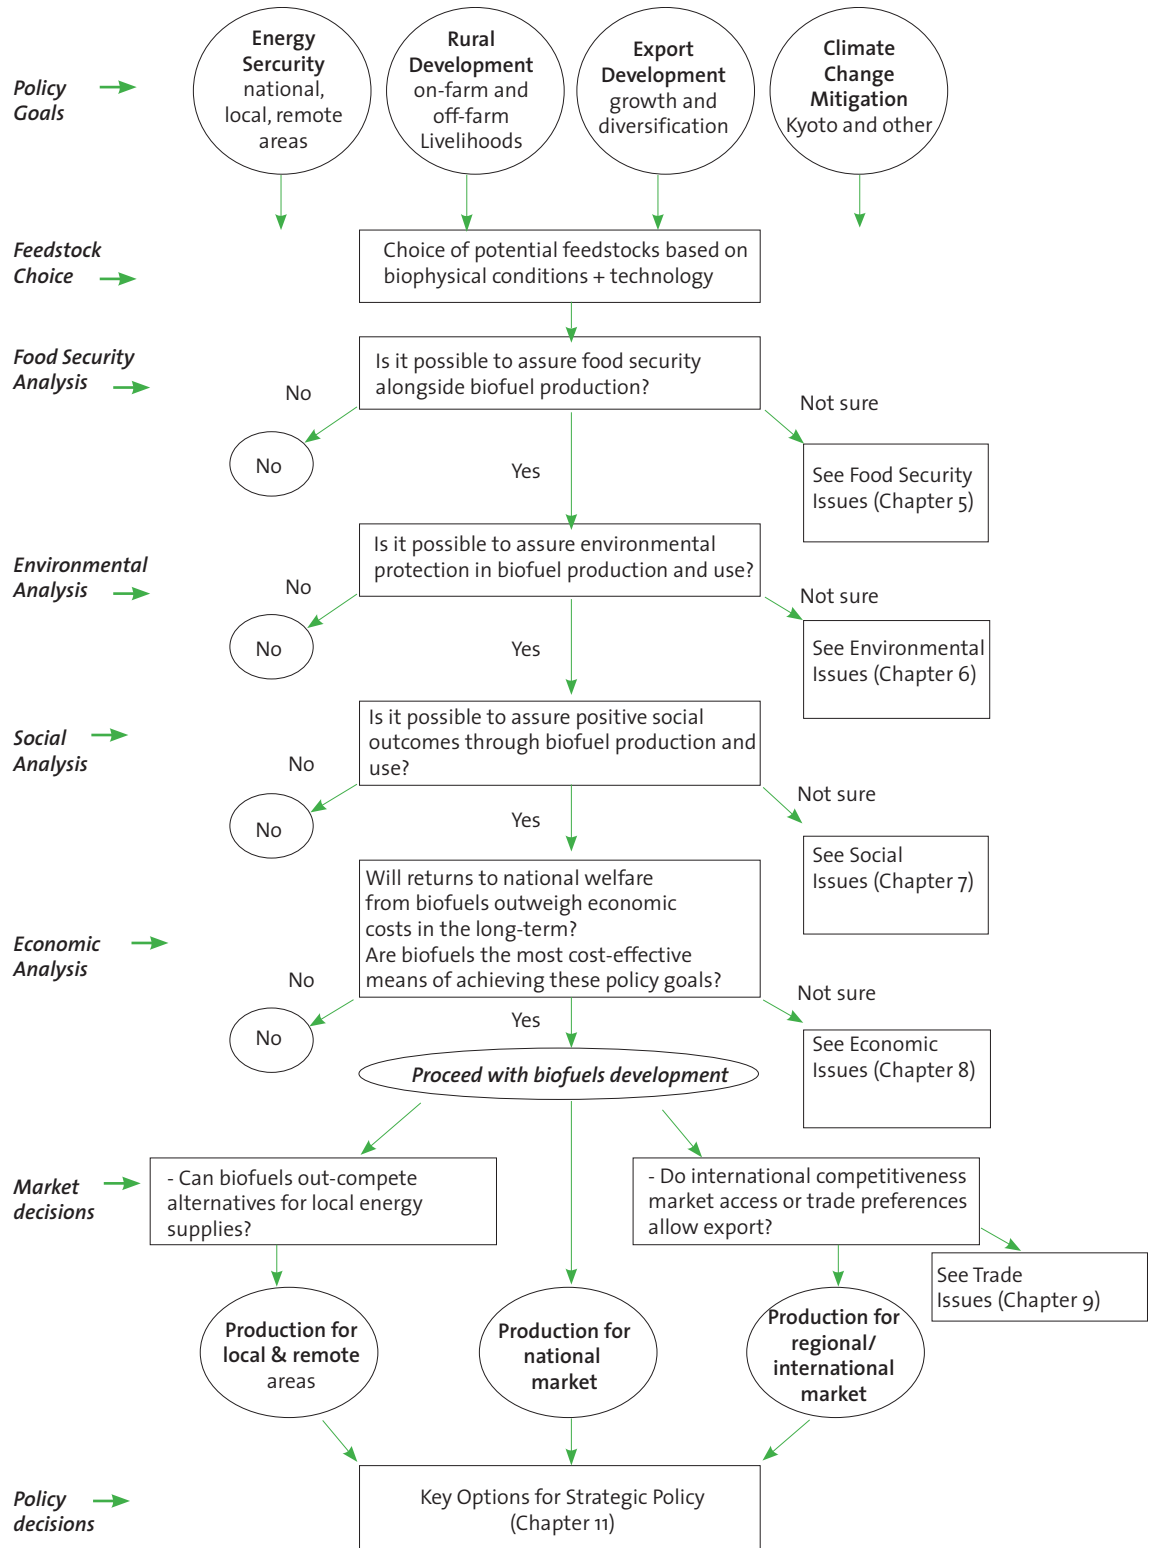 Policy
Goals
Energy
Sercurity
national,
local, remote
areas
Rural
Development
on-farm and
off-farm
Livelihoods
Export
Development
growth and
diversification
Climate
Change
Mitigation
Kyoto and other
Feedstock
Choice
Choice of potential feedstocks based on
biophysical conditions + technology
Food Security
Analysis
Is it possible to assure food security
alongside biofuel production?
No
Not sure
No
Yes
See Food Security
Issues (Chapter 5)
Environmental
Analysis
Is it possible to assure environmental
protection in biofuel production and use?
No
Not sure
No
Yes
See Environmental
Issues (Chapter 6)
Social
Analysis
Is it possible to assure positive social
outcomes through biofuel production and
use?
No
Not sure
No
Yes
See Social
Issues (Chapter 7)
Economic
Analysis
Will returns to national welfare
from biofuels outweigh economic
costs in the long-term?
Are biofuels the most cost-effective
means of achieving these policy goals?
No
Not sure
No
Yes
See Economic
Issues (Chapter 8)
Proceed with biofuels development
Market
decisions
- Can biofuels out-compete
alternatives for local energy
supplies?
- Do international competitiveness
market access or trade preferences
allow export?
See Trade
Issues (Chapter 9)
Production for
local & remote
areas
Production for
national
market
Production for
regional/
international
market
Policy
decisions
Key Options for Strategic Policy
(Chapter 11)